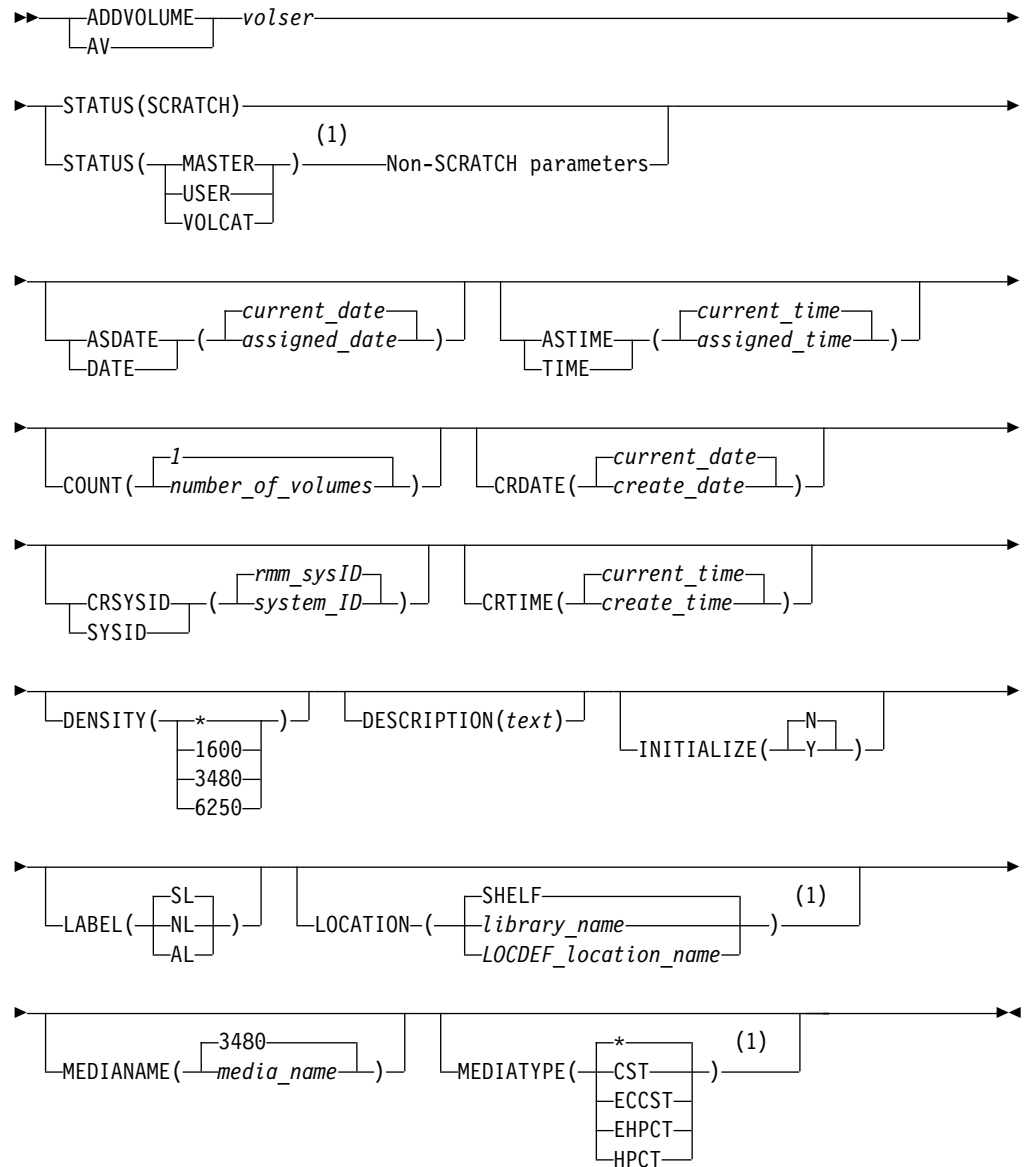 ADDVOLUME volser
AV
STATUS(SCRATCH)
(1)
STATUS( MASTER ) Non-SCRATCH parameters
USER
VOLCAT
current_date current_time
ASDATE ( assigned_date ) ASTIME ( assigned_time )
DATE TIME
1 current_date
COUNT( number_of_volumes ) CRDATE( create_date )
rmm_sysID current_time
CRSYSID ( system_ID ) CRTIME( create_time )
SYSID
DENSITY( * ) DESCRIPTION(text) N
1600 INITIALIZE( Y )
3480
6250
SL SHELF (1)
LABEL( NL ) LOCATION ( library_name )
AL LOCDEF_location_name
3480 * (1)
MEDIANAME( media_name ) MEDIATYPE( CST )
ECCST
EHPCT
HPCT